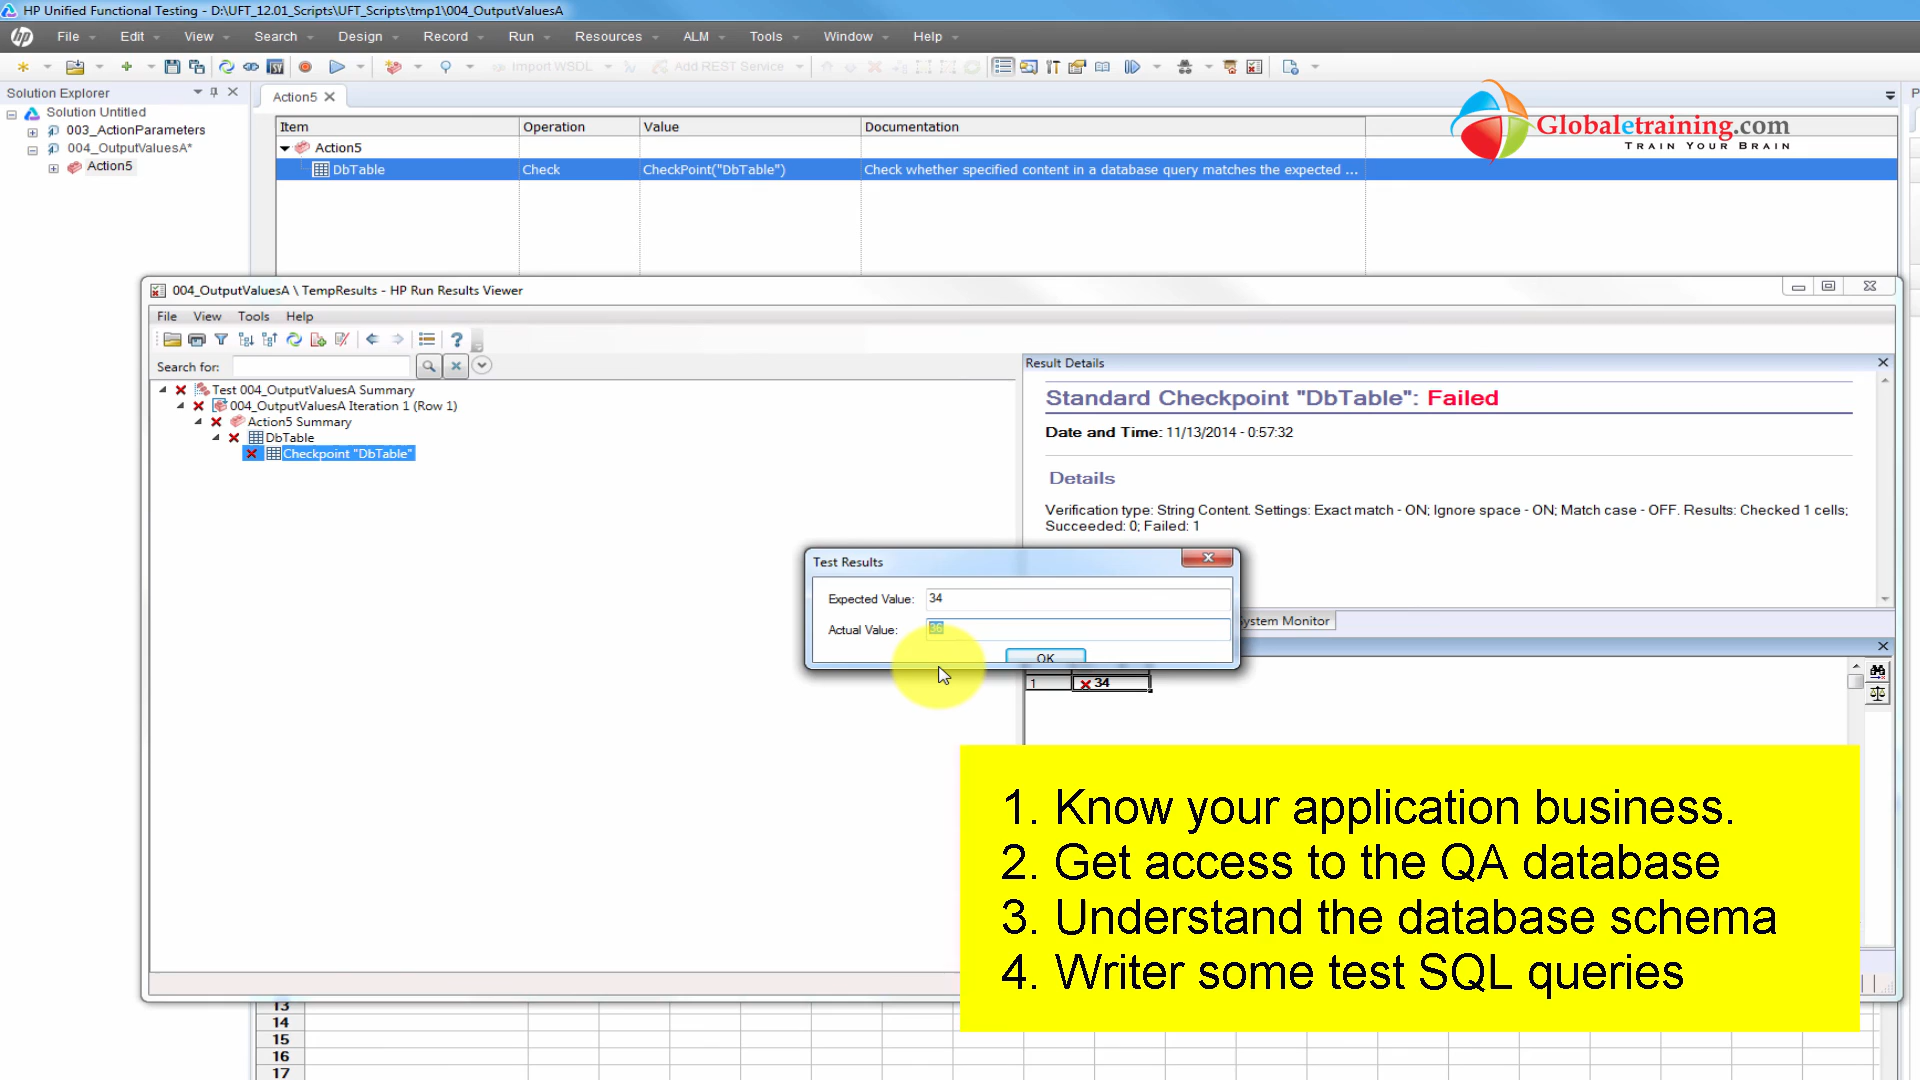 HP Unified Functional Testing - D:\UFT_12.01_Scripts\UFT_Scripts\tmp1\004_OutputValuesA
File Edit View Search Design Record Run Resources ALM Tools Window Help
Import WSDL Add REST Service
Solution Explorer
Solution Untitled
003_ActionParameters
004_OutputValuesA*
Action5
Action5
Item Operation Value Documentation
Action5
DbTable Check CheckPoint("DbTable") Check whether specified content in a database query matches the expected ...
Globaletraining.com
TRAIN YOUR BRAIN
004_OutputValuesA \ TempResults - HP Run Results Viewer
File View Tools Help
Search for:
Test 004_OutputValuesA Summary
004_OutputValuesA Iteration 1 (Row 1)
Action5 Summary
DbTable
Checkpoint "DbTable"
Result Details
Standard Checkpoint "DbTable": Failed
Date and Time: 11/13/2014 - 0:57:32
Details
Verification type: String Content. Settings: Exact match - ON; Ignore space - ON; Match case - OFF. Results: Checked 1 cells;
Succeeded: 0; Failed: 1
Test Results
Expected Value: 34
Actual Value: 36
OK
System Monitor
1 34
1. Know your application business.
2. Get access to the QA database
3. Understand the database schema
4. Writer some test SQL queries
13
14
15
16
17